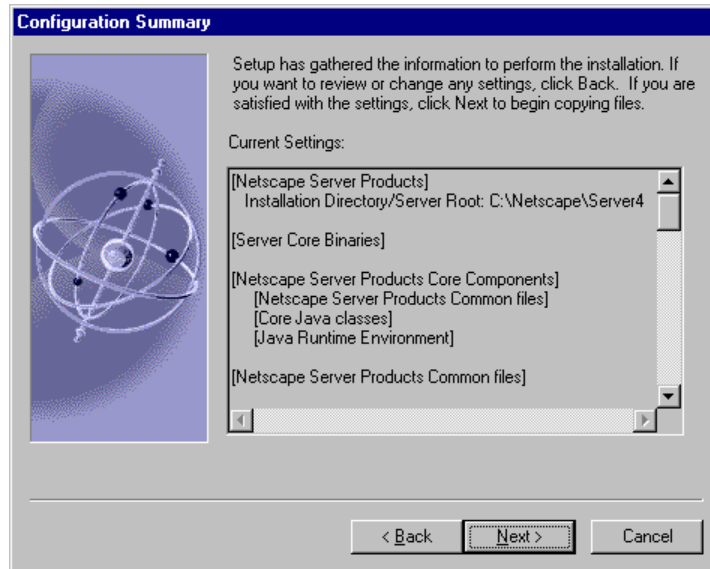 Configuration Summary
Setup has gathered the information to perform the installation. If
you want to review or change any settings, click Back. If you are
satisfied with the settings, click Next to begin copying files.
Current Settings:
[Netscape Server Products]
Installation Directory/Server Root: C:\Netscape\Server4
[Server Core Binaries]
[Netscape Server Products Core Components]
[Netscape Server Products Common files]
[Core Java classes]
[Java Runtime Environment]
[Netscape Server Products Common files]
< Back
Next >
Cancel